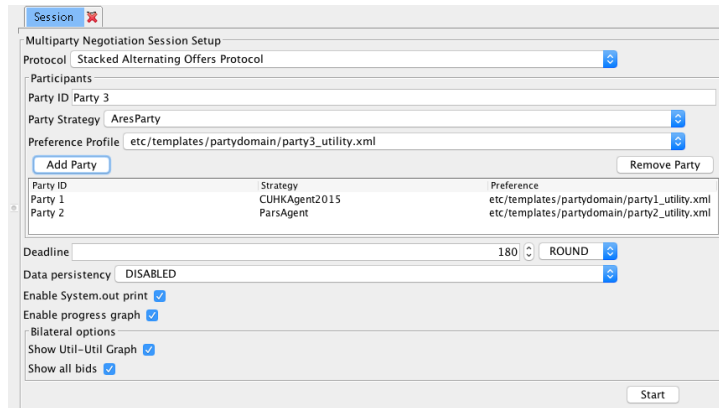 Session
Multiparty Negotiation Session Setup
Protocol Stacked Alternating Offers Protocol
Participants
Party ID Party 3
Party Strategy AresParty
Preference Profile etc/templates/partydomain/party3_utility.xml
Add Party Remove Party
Party ID Strategy Preference
Party 1 CUHKAgent2015 etc/templates/partydomain/party1_utility.xml
Party 2 ParsAgent etc/templates/partydomain/party2_utility.xml
Deadline 180 ROUND
Data persistency DISABLED
Enable System.out print
Enable progress graph
Bilateral options
Show Util-Util Graph
Show all bids
Start